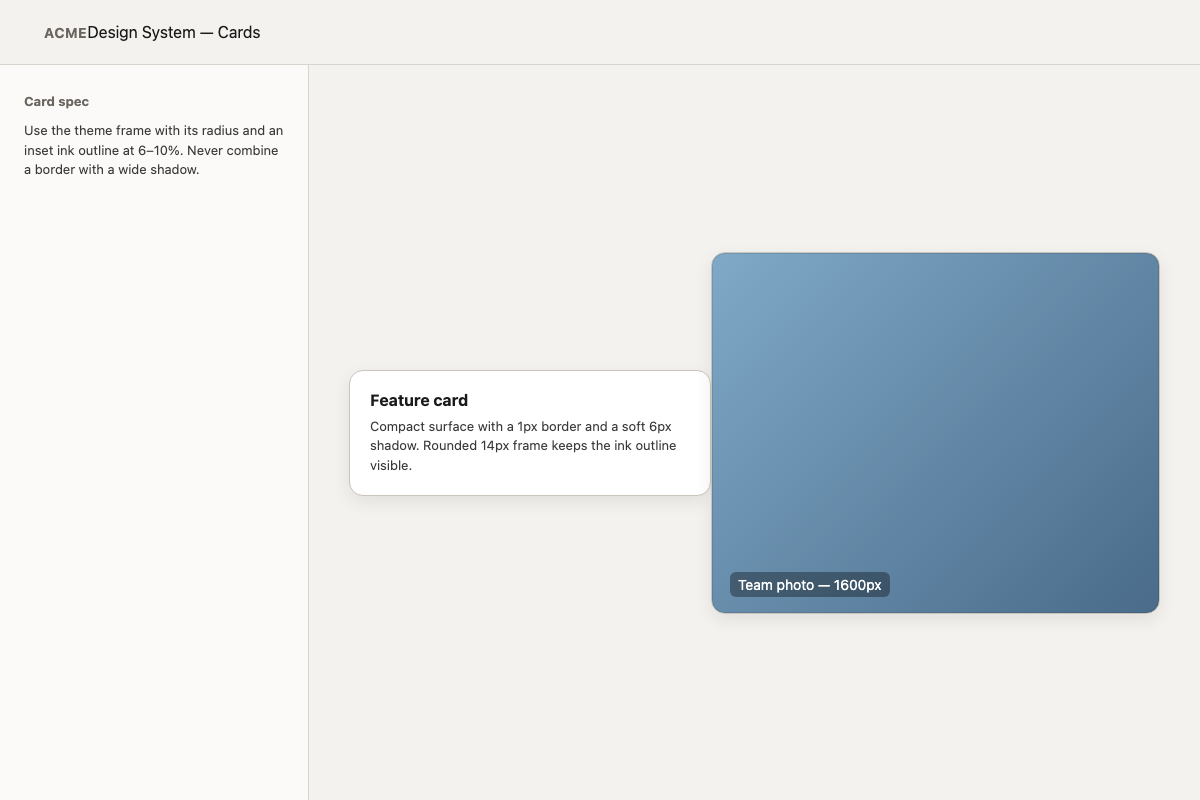 ACME Design System — Cards
Card spec
Use the theme frame with its radius and an
inset ink outline at 6–10%. Never combine
a border with a wide shadow.
Feature card
Compact surface with a 1px border and a soft 6px
shadow. Rounded 14px frame keeps the ink outline
visible.
Team photo — 1600px